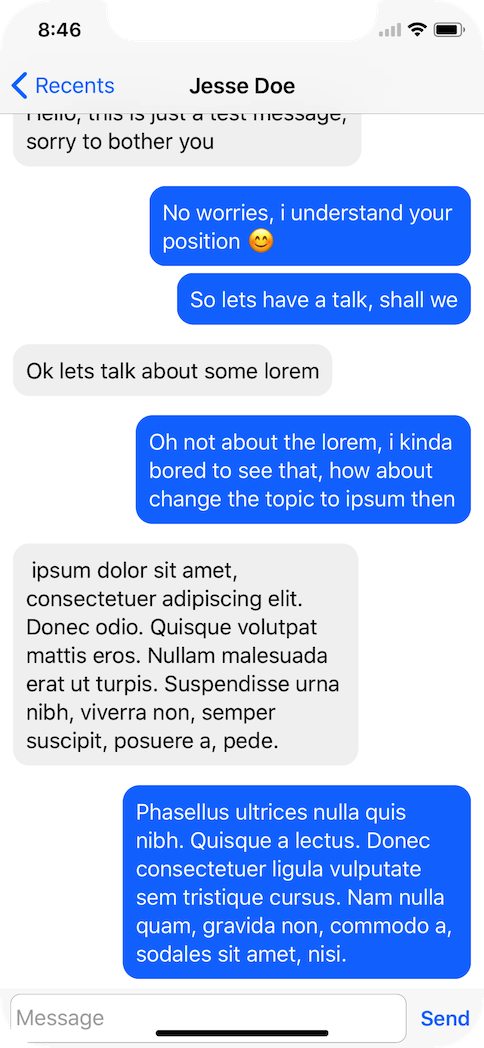 8:46
Recents
Jesse Doe
Hello, this is just a test message,
sorry to bother you
No worries, i understand your
position 😊
So lets have a talk, shall we
Ok lets talk about some lorem
Oh not about the lorem, i kinda
bored to see that, how about
change the topic to ipsum then
ipsum dolor sit amet,
consectetuer adipiscing elit.
Donec odio. Quisque volutpat
mattis eros. Nullam malesuada
erat ut turpis. Suspendisse urna
nibh, viverra non, semper
suscipit, posuere a, pede.
Phasellus ultrices nulla quis
nibh. Quisque a lectus. Donec
consectetuer ligula vulputate
sem tristique cursus. Nam nulla
quam, gravida non, commodo a,
sodales sit amet, nisi.
Message
Send